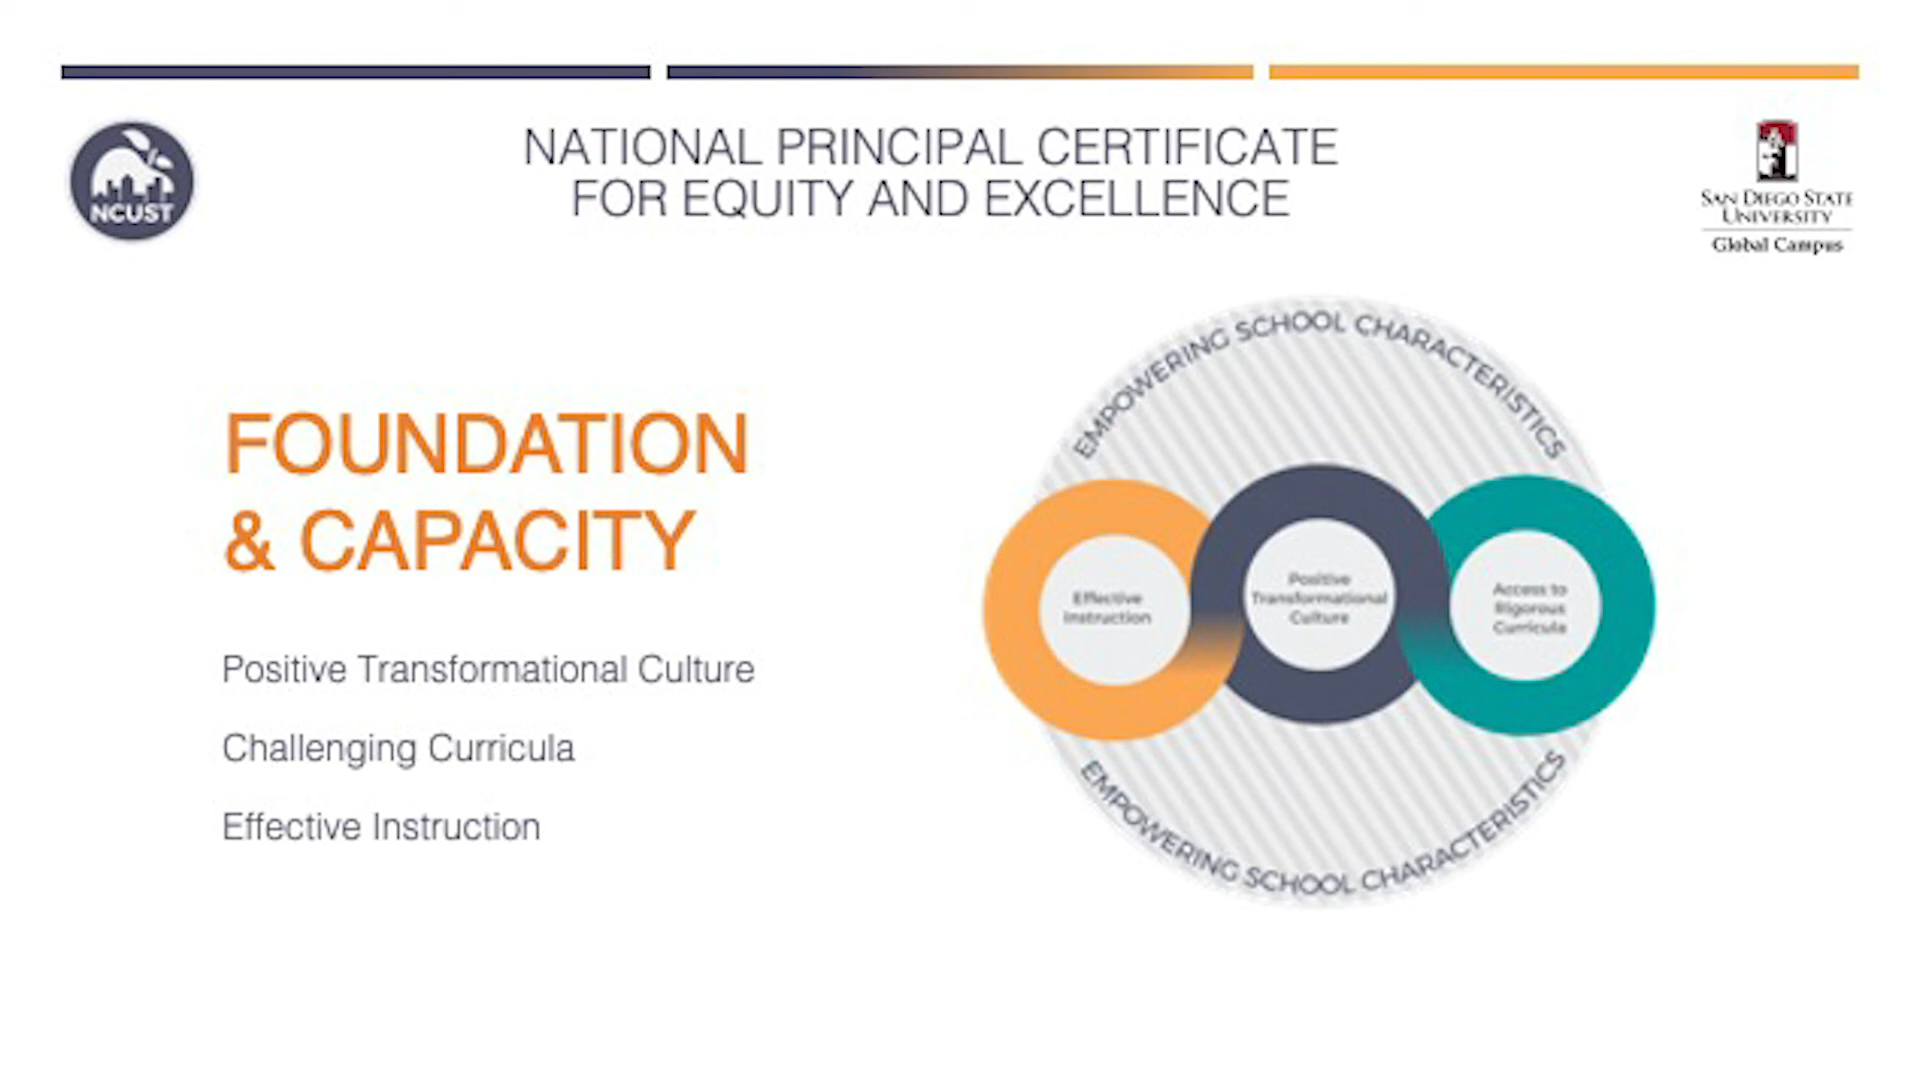 NCUST
NATIONAL PRINCIPAL CERTIFICATE
FOR EQUITY AND EXCELLENCE
SAN DIEGO STATE
UNIVERSITY
Global Campus
FOUNDATION
& CAPACITY
Positive Transformational Culture
Challenging Curricula
Effective Instruction
EMPOWERING SCHOOL CHARACTERISTICS
Effective
Instruction
Positive
Transformational
Culture
Access to
Rigorous
Curricula
EMPOWERING SCHOOL CHARACTERISTICS